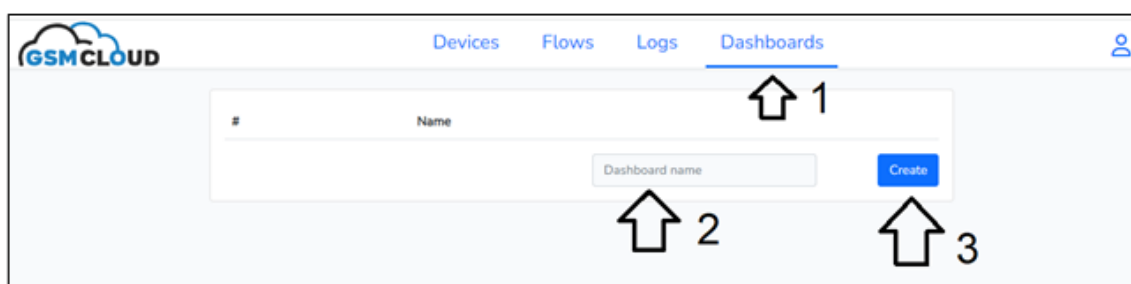 GSMCLOUD Devices Flows Logs Dashboards
1
# Name
Dashboard name Create
2 3